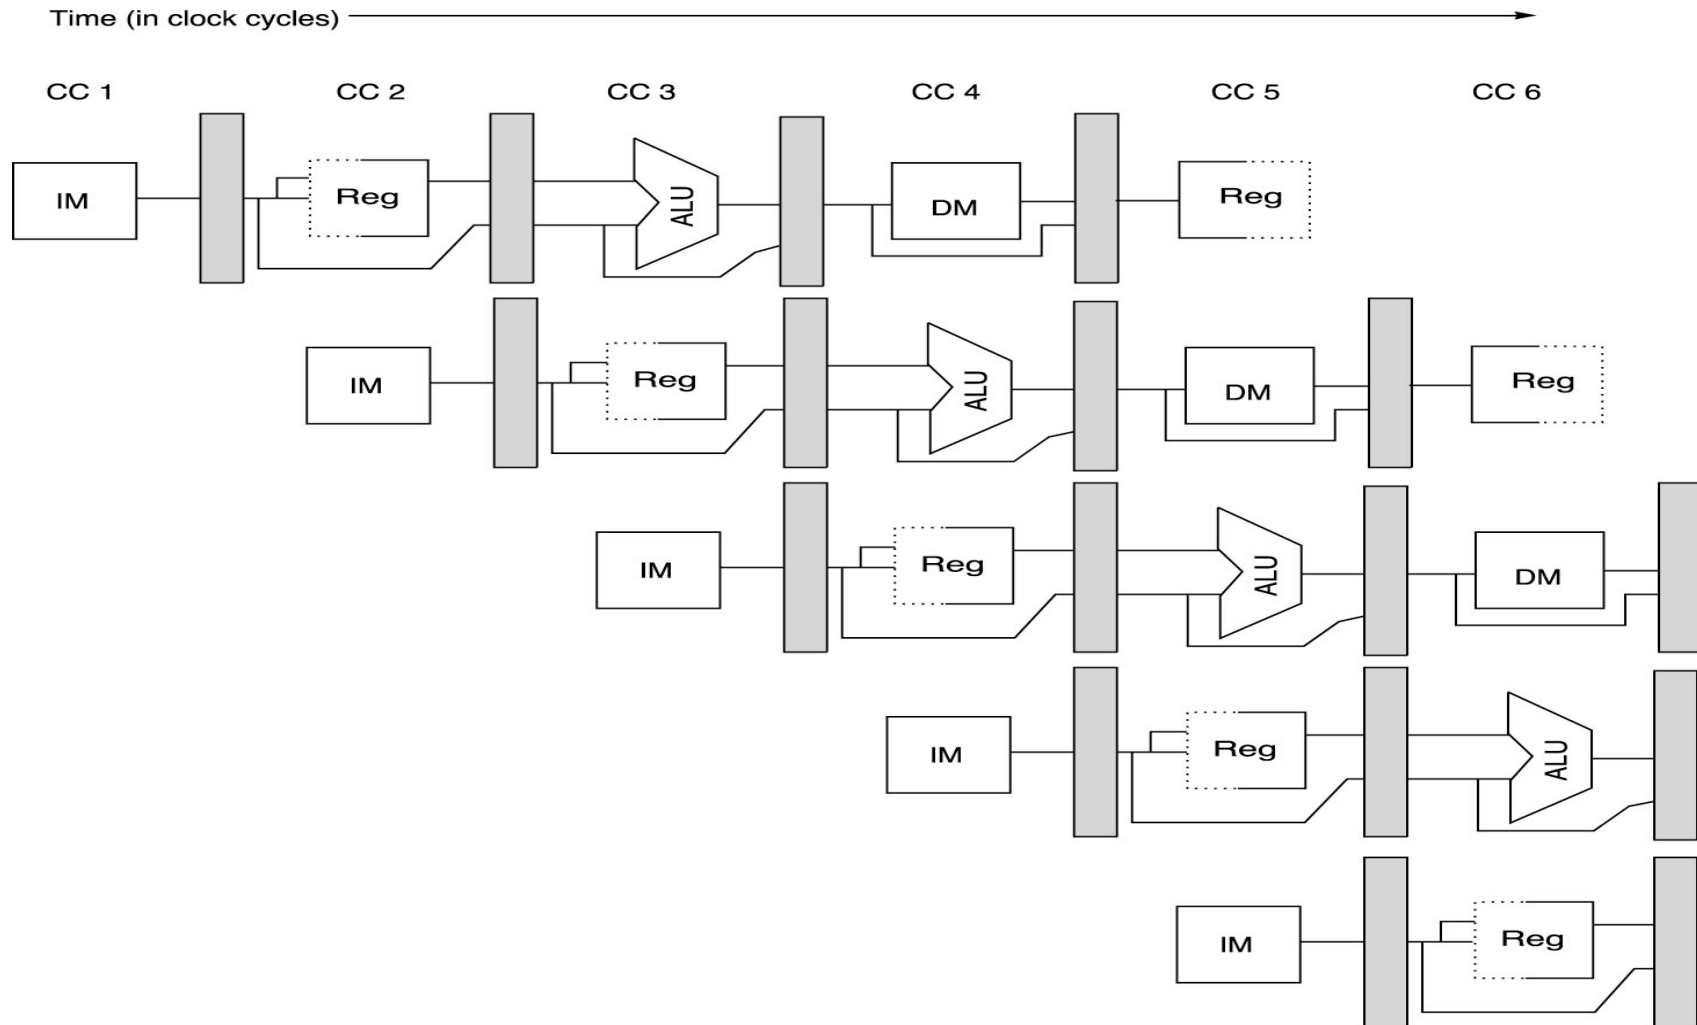 Time (in clock cycles)
CC 1 CC 2 CC 3 CC 4 CC 5 CC 6
IM Reg ALU DM Reg
IM Reg ALU DM Reg
IM Reg ALU DM
IM Reg ALU
IM Reg